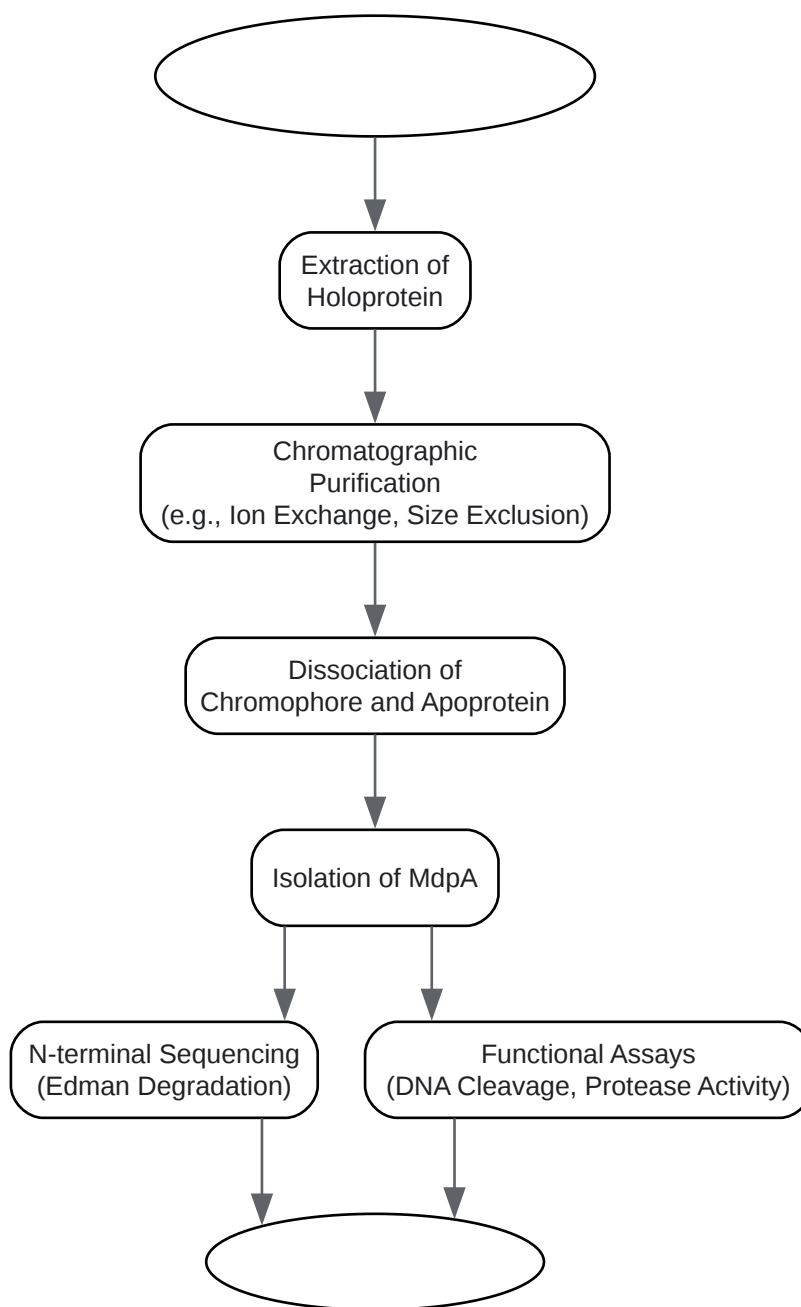 Extraction of
Holoprotein
Chromatographic
Purification
(e.g., Ion Exchange, Size Exclusion)
Dissociation of
Chromophore and Apoprotein
Isolation of MdpA
N-terminal Sequencing
(Edman Degradation)
Functional Assays
(DNA Cleavage, Protease Activity)